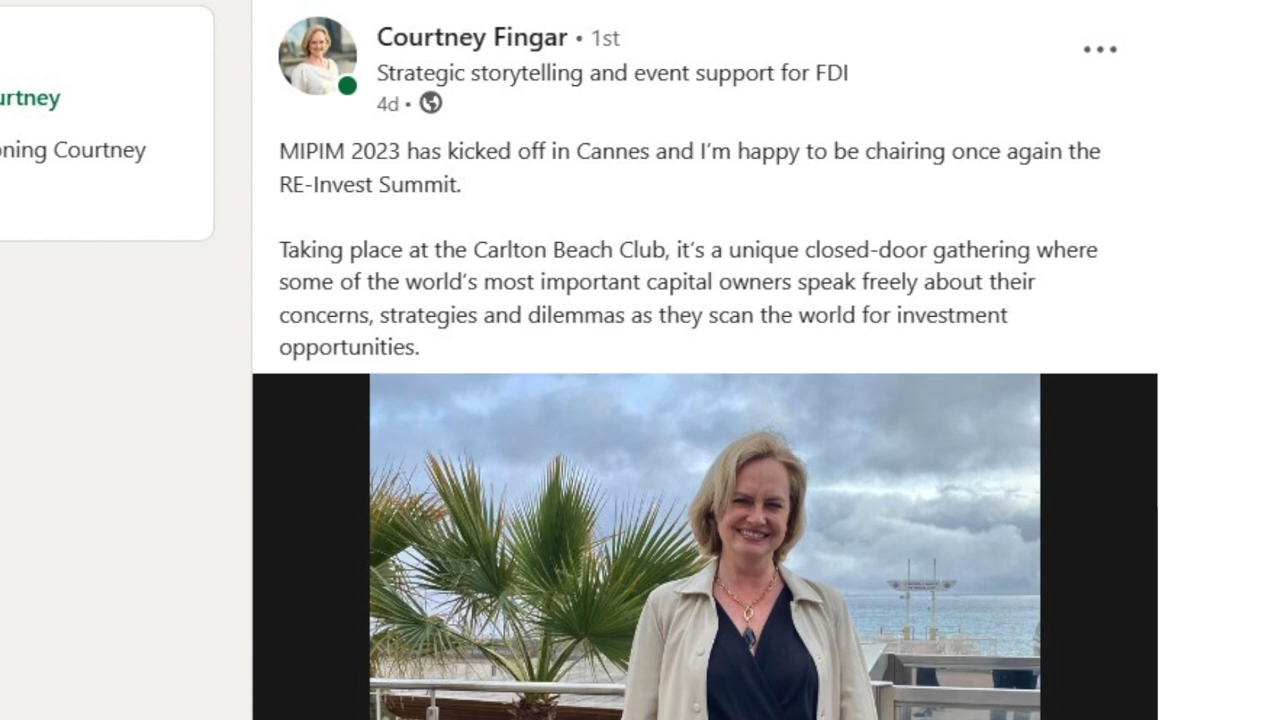 urtney
ning Courtney
Courtney Fingar • 1st
Strategic storytelling and event support for FDI
4d •
MIPIM 2023 has kicked off in Cannes and I’m happy to be chairing once again the
RE-Invest Summit.
Taking place at the Carlton Beach Club, it’s a unique closed-door gathering where
some of the world’s most important capital owners speak freely about their
concerns, strategies and dilemmas as they scan the world for investment
opportunities.